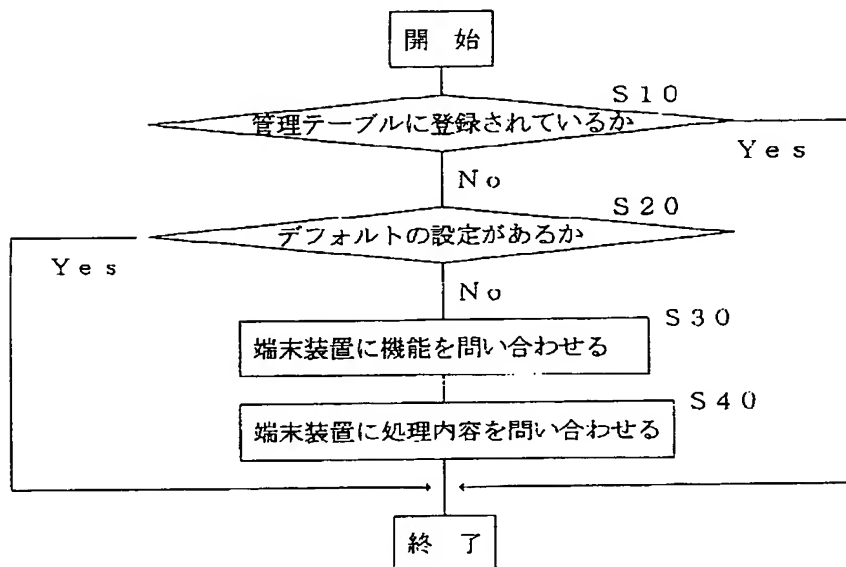 開 始
S10
管理テーブルに登録されているか
Yes
No
S20
デフォルトの設定があるか
Yes
No
S30
端末装置に機能を問い合わせる
S40
端末装置に処理内容を問い合わせる
終 了